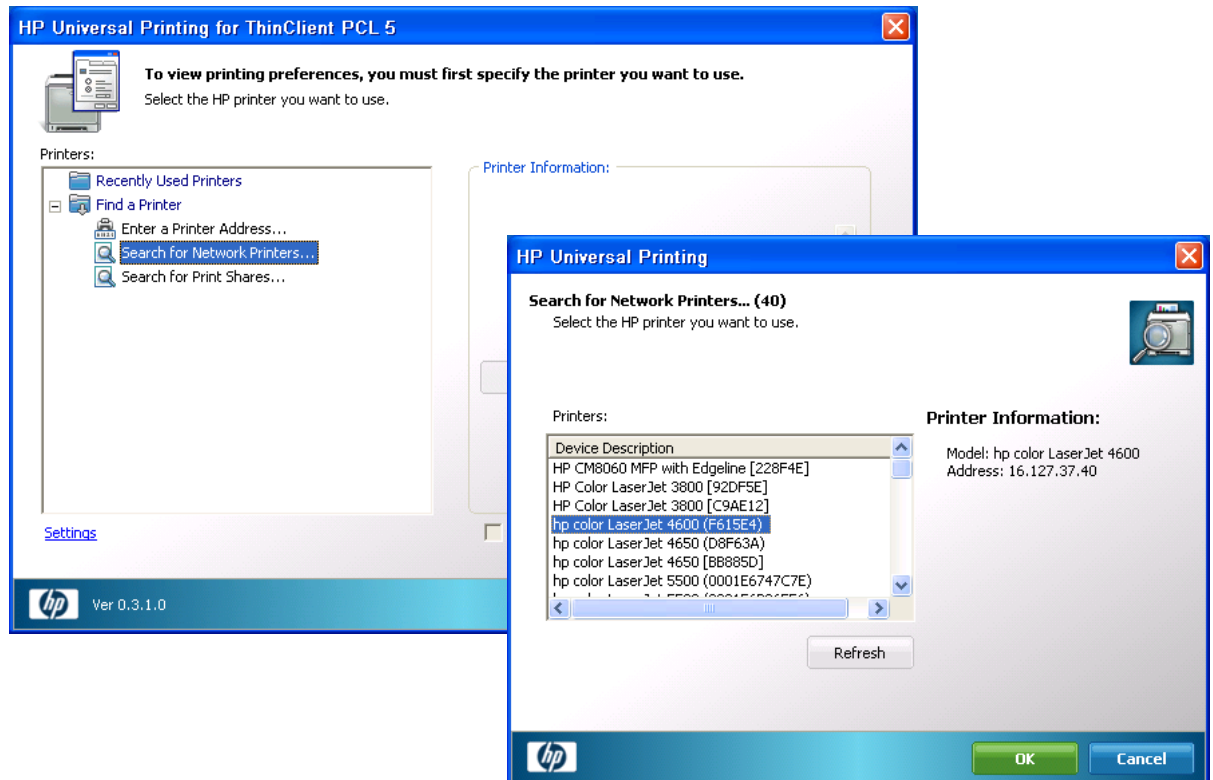 HP Universal Printing for ThinClient PCL 5
To view printing preferences, you must first specify the printer you want to use.
Select the HP printer you want to use.
Printers:
Recently Used Printers
Find a Printer
Enter a Printer Address...
Search for Network Printers...
Search for Print Shares...
Printer Information:
Settings
hp
Ver 0.3.1.0
HP Universal Printing
Search for Network Printers... (40)
Select the HP printer you want to use.
Printers:
Device Description
HP CM8060 MFP with Edgeline [228F4E]
HP Color LaserJet 3800 [92DF5E]
HP Color LaserJet 3800 [C9AE12]
hp color LaserJet 4600 (F615E4)
hp color LaserJet 4650 (D8F63A)
hp color LaserJet 4650 [BB885D]
hp color LaserJet 5500 (0001E6747C7E)
Refresh
Printer Information:
Model: hp color LaserJet 4600
Address: 16.127.37.40
hp
OK
Cancel